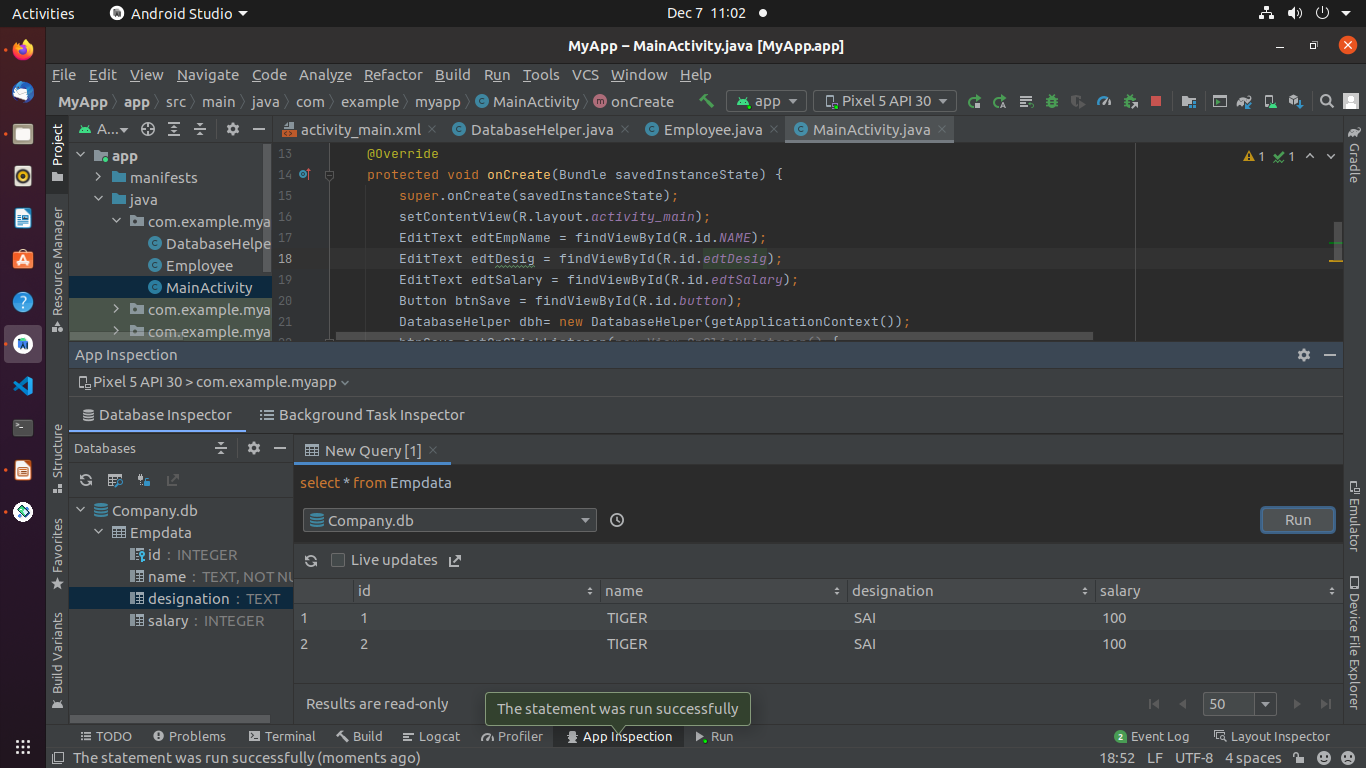 Activities Android Studio Dec 7 11:02
MyApp – MainActivity.java [MyApp.app]
File Edit View Navigate Code Analyze Refactor Build Run Tools VCS Window Help
MyApp app src main java com example myapp MainActivity onCreate app Pixel 5 API 30
Project
A... activity_main.xml DatabaseHelper.java Employee.java MainActivity.java
Gradle
app
manifests
java
com.example.mya
DatabaseHelpe
Employee
MainActivity
com.example.mya
com.example.mya
Resource Manager
13 @Override
14 protected void onCreate(Bundle savedInstanceState) {
15 super.onCreate(savedInstanceState);
16 setContentView(R.layout.activity_main);
17 EditText edtEmpName = findViewById(R.id.NAME);
18 EditText edtDesig = findViewById(R.id.edtDesig);
19 EditText edtSalary = findViewById(R.id.edtSalary);
20 Button btnSave = findViewById(R.id.button);
21 DatabaseHelper dbh= new DatabaseHelper(getApplicationContext());
1 1
App Inspection
Pixel 5 API 30 > com.example.myapp
Database Inspector Background Task Inspector
Databases
New Query [1]
Structure
Favorites
Build Variants
Company.db
Empdata
id : INTEGER
name : TEXT, NOT NU
designation : TEXT
salary : INTEGER
select * from Empdata
Company.db Run
Live updates
id name designation salary
1 1 TIGER SAI 100
2 2 TIGER SAI 100
Results are read-only 50
The statement was run successfully
Emulator
Device File Explorer
TODO Problems Terminal Build Logcat Profiler App Inspection Run 2 Event Log Layout Inspector
The statement was run successfully (moments ago) 18:52 LF UTF-8 4 spaces